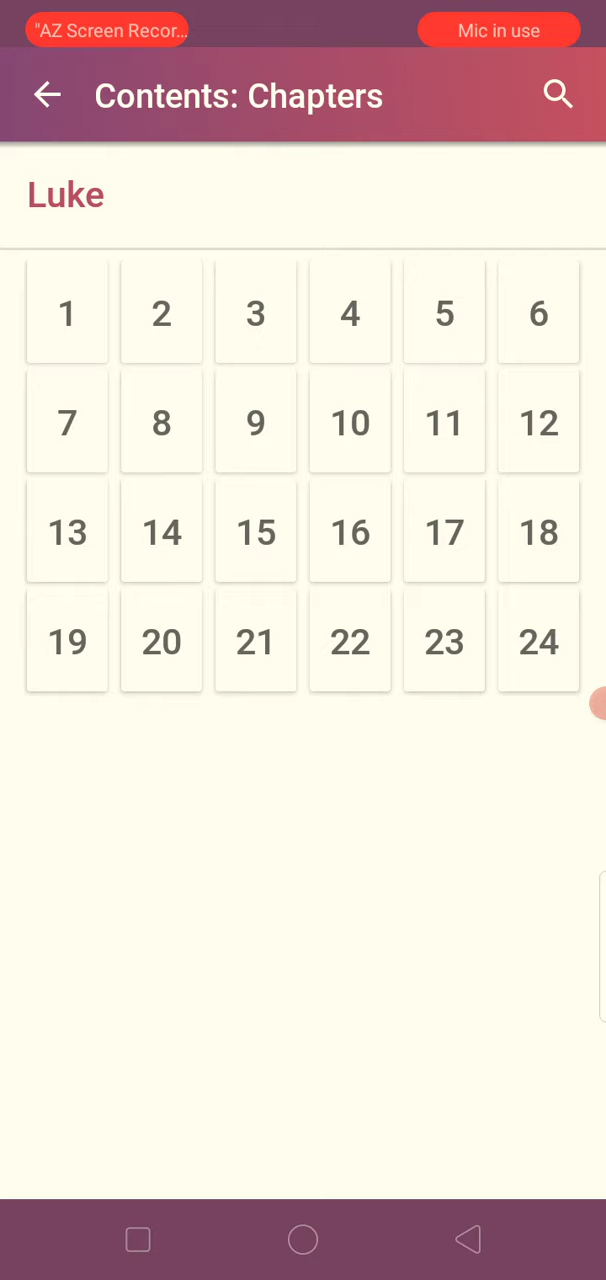 "AZ Screen Recor... Mic in use
Contents: Chapters
Luke
1 2 3 4 5 6
7 8 9 10 11 12
13 14 15 16 17 18
19 20 21 22 23 24